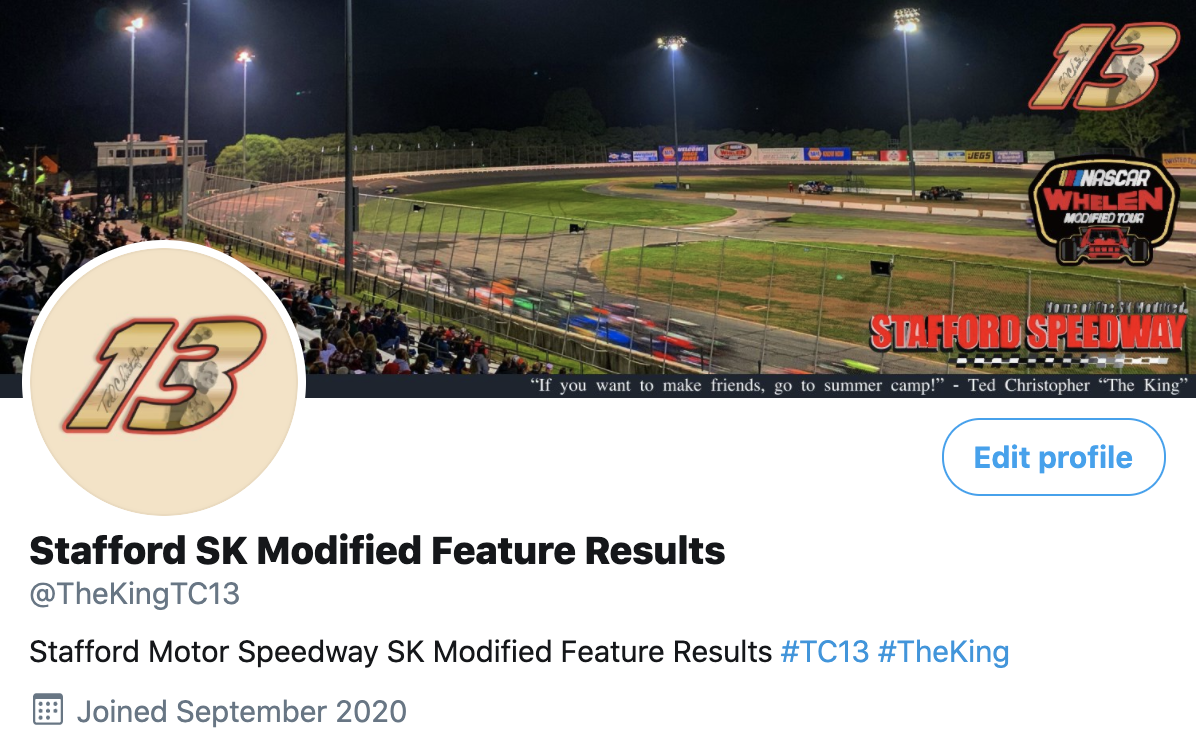 13
NASCAR
WHELEN
MODIFIED TOUR
NAPA
JEGS
Home of the SK Modified
STAFFORD SPEEDWAY
“If you want to make friends, go to summer camp!” - Ted Christopher “The King”
13
Edit profile
Stafford SK Modified Feature Results
@TheKingTC13
Stafford Motor Speedway SK Modified Feature Results #TC13 #TheKing
Joined September 2020